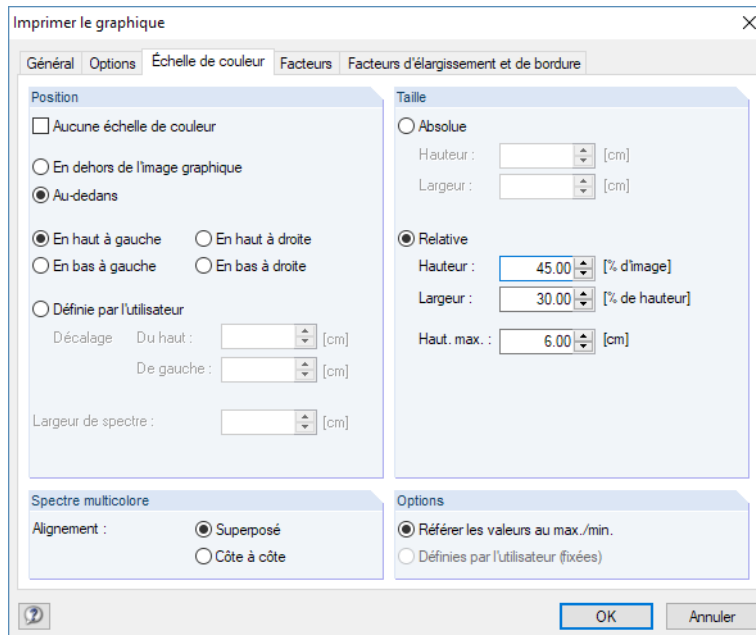 Imprimer le graphique
Général Options Échelle de couleur Facteurs Facteurs d'élargissement et de bordure
Position
Aucune échelle de couleur
En dehors de l'image graphique
Au-dedans
En haut à gauche En haut à droite
En bas à gauche En bas à droite
Définie par l'utilisateur
Décalage Du haut : [cm]
De gauche : [cm]
Largeur de spectre : [cm]
Taille
Absolue
Hauteur : [cm]
Largeur : [cm]
Relative
Hauteur : 45.00 [% d'image]
Largeur : 30.00 [% de hauteur]
Haut. max. : 6.00 [cm]
Spectre multicolore
Alignement : Superposé
Côte à côte
Options
Référer les valeurs au max./min.
Définies par l'utilisateur (fixées)
OK Annuler